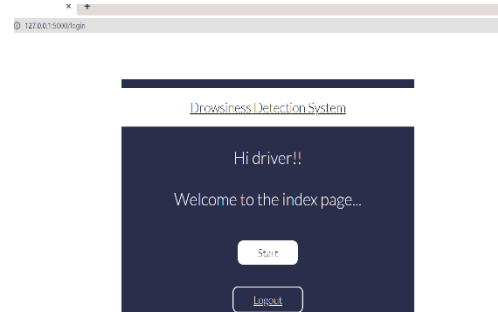 × +
127.0.0.1:5000/login
Drowsiness Detection System
Hi driver!!
Welcome to the index page...
Start
Logout